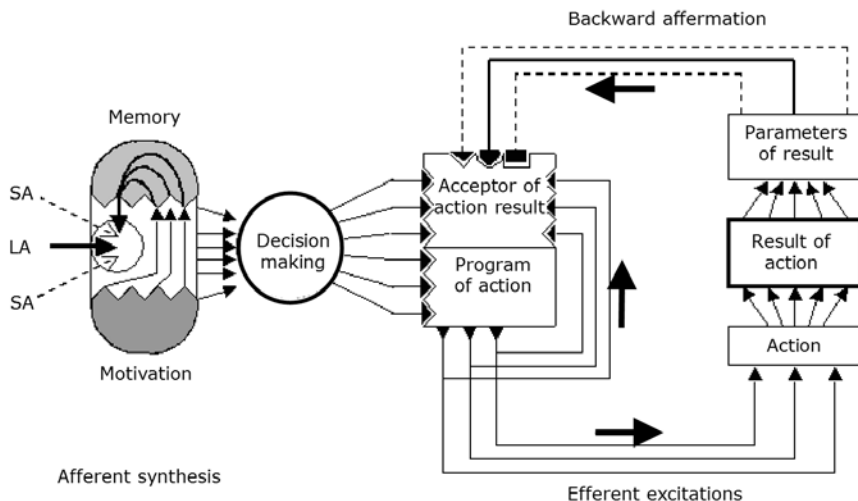 Backward affermation
Memory
SA
LA
SA
Motivation
Afferent synthesis
Decision
making
Acceptor of
action result
Program
of action
Parameters
of result
Result of
action
Action
Efferent excitations